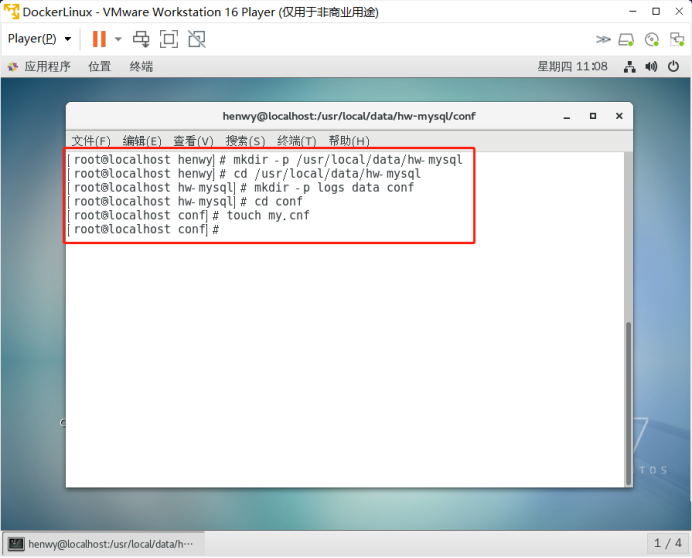 DockerLinux - VMware Workstation 16 Player (仅用于非商业用途)
Player(P)
应用程序 位置 终端 星期四 11:08
henwy@localhost:/usr/local/data/hw-mysql/conf
文件(F) 编辑(E) 查看(V) 搜索(S) 终端(T) 帮助(H)
[root@localhost henwy]# mkdir -p /usr/local/data/hw-mysql
[root@localhost henwy]# cd /usr/local/data/hw-mysql
[root@localhost hw-mysql]# mkdir -p logs data conf
[root@localhost hw-mysql]# cd conf
[root@localhost conf]# touch my.cnf
[root@localhost conf]#
7
TOS
henwy@localhost:/usr/local/data/h…
1 / 4